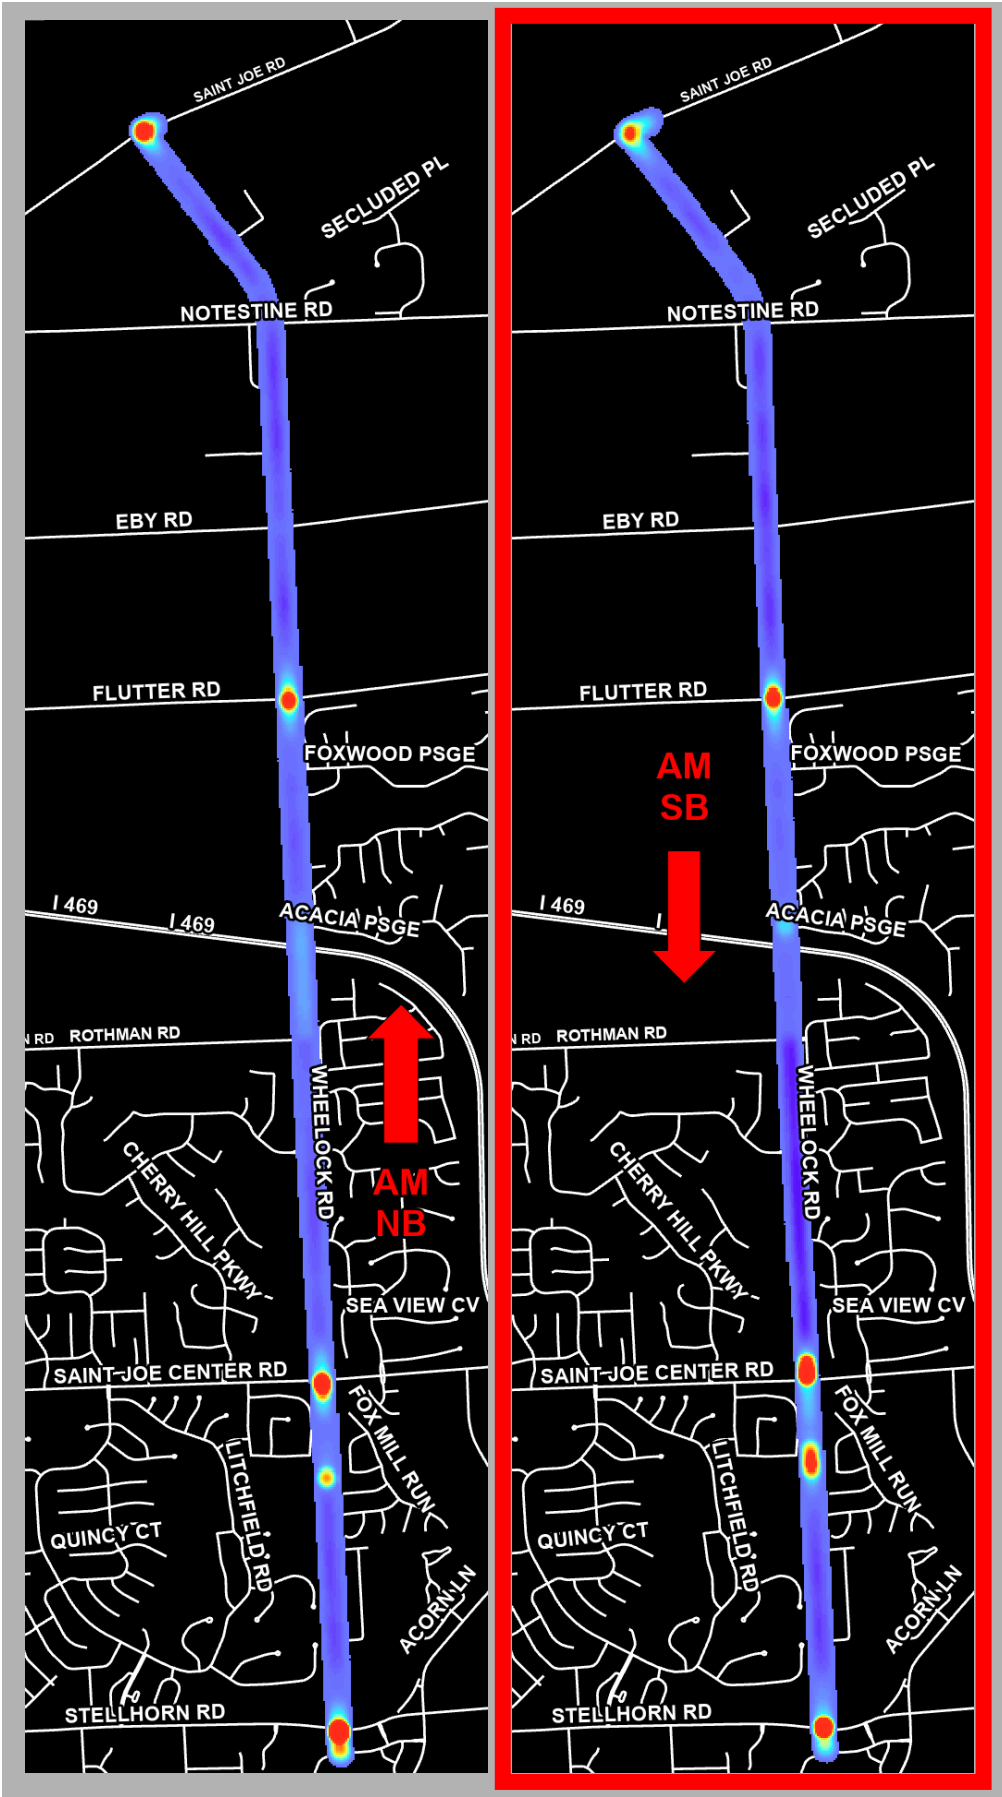 SAINT JOE RD
SECLUDED PL
NOTESTINE RD
EBY RD
FLUTTER RD
FOXWOOD PSGE
I 469
I 469
ACACIA PSGE
N RD
ROTHMAN RD
WHEELOCK RD
AM
NB
CHERRY HILL PKWY
SEA VIEW CV
SAINT JOE CENTER RD
FOX MILL RUN
LITCHFIELD RD
QUINCY CT
ACORN LN
STELLHORN RD
SAINT JOE RD
SECLUDED PL
NOTESTINE RD
EBY RD
FLUTTER RD
FOXWOOD PSGE
AM
SB
I 469
I
ACACIA PSGE
N RD
ROTHMAN RD
WHEELOCK RD
CHERRY HILL PKWY
SEA VIEW CV
SAINT JOE CENTER RD
FOX MILL RUN
LITCHFIELD RD
QUINCY CT
ACORN LN
STELLHORN RD